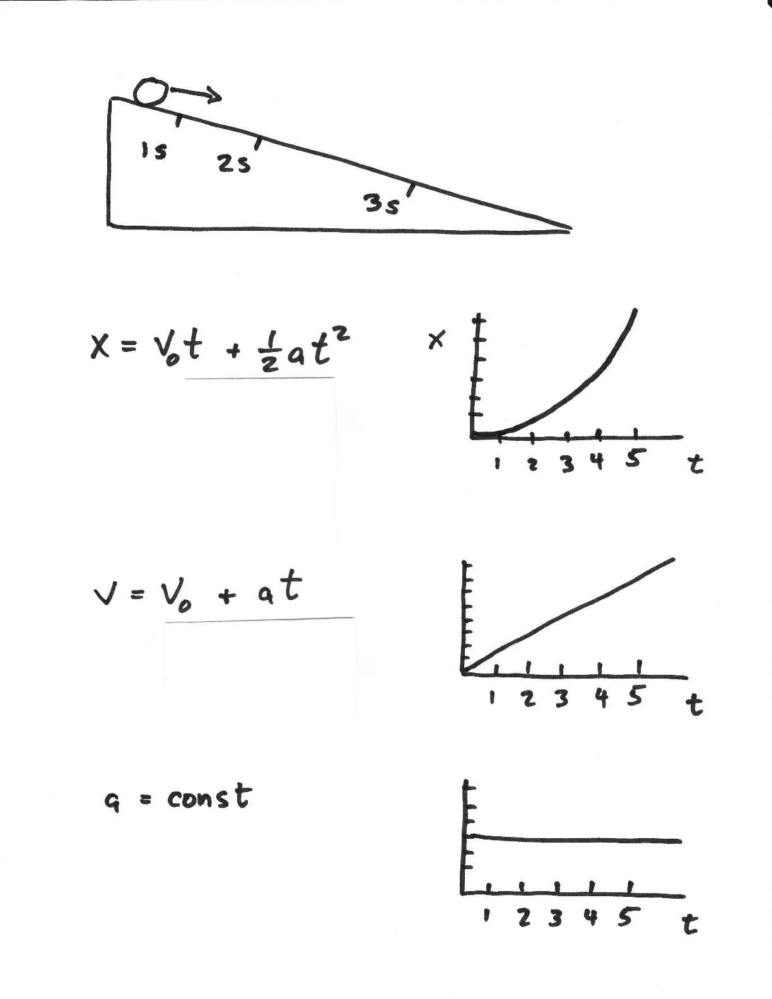 1s
2s
3s
x = V₀t + ½at²
x
1 2 3 4 5 t
v = V₀ + at
1 2 3 4 5 t
a = const
1 2 3 4 5 t